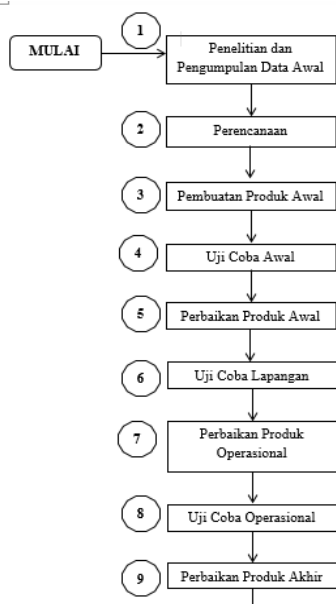 1
MULAI
Penelitian dan
Pengumpulan Data Awal
2
Perencanaan
3
Pembuatan Produk Awal
4
Uji Coba Awal
5
Perbaikan Produk Awal
6
Uji Coba Lapangan
7
Perbaikan Produk
Operasional
8
Uji Coba Operasional
9
Perbaikan Produk Akhir